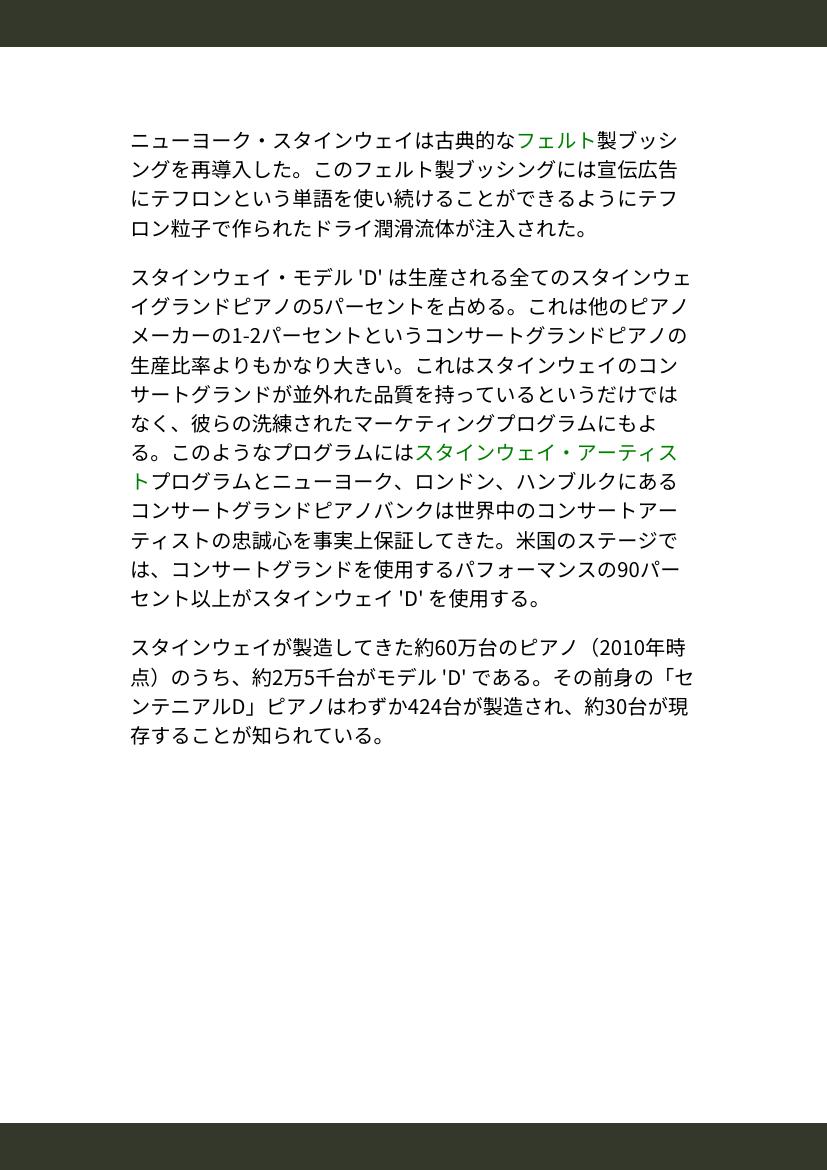 ニューヨーク・スタインウェイは古典的なフェルト製ブッシ
ングを再導入した。このフェルト製ブッシングには宣伝広告
にテフロンという単語を使い続けることができるようにテフ
ロン粒子で作られたドライ潤滑流体が注入された。
スタインウェイ・モデル 'D' は生産される全てのスタインウェ
イグランドピアノの5パーセントを占める。これは他のピアノ
メーカーの1-2パーセントというコンサートグランドピアノの
生産比率よりもかなり大きい。これはスタインウェイのコン
サートグランドが並外れた品質を持っているというだけでは
なく、彼らの洗練されたマーケティングプログラムにもよ
る。このようなプログラムにはスタインウェイ・アーティス
トプログラムとニューヨーク、ロンドン、ハンブルクにある
コンサートグランドピアノバンクは世界中のコンサートアー
ティストの忠誠心を事実上保証してきた。米国のステージで
は、コンサートグランドを使用するパフォーマンスの90パー
セント以上がスタインウェイ 'D' を使用する。
スタインウェイが製造してきた約60万台のピアノ（2010年時
点）のうち、約2万5千台がモデル 'D' である。その前身の「セ
ンテニアルD」ピアノはわずか424台が製造され、約30台が現
存することが知られている。